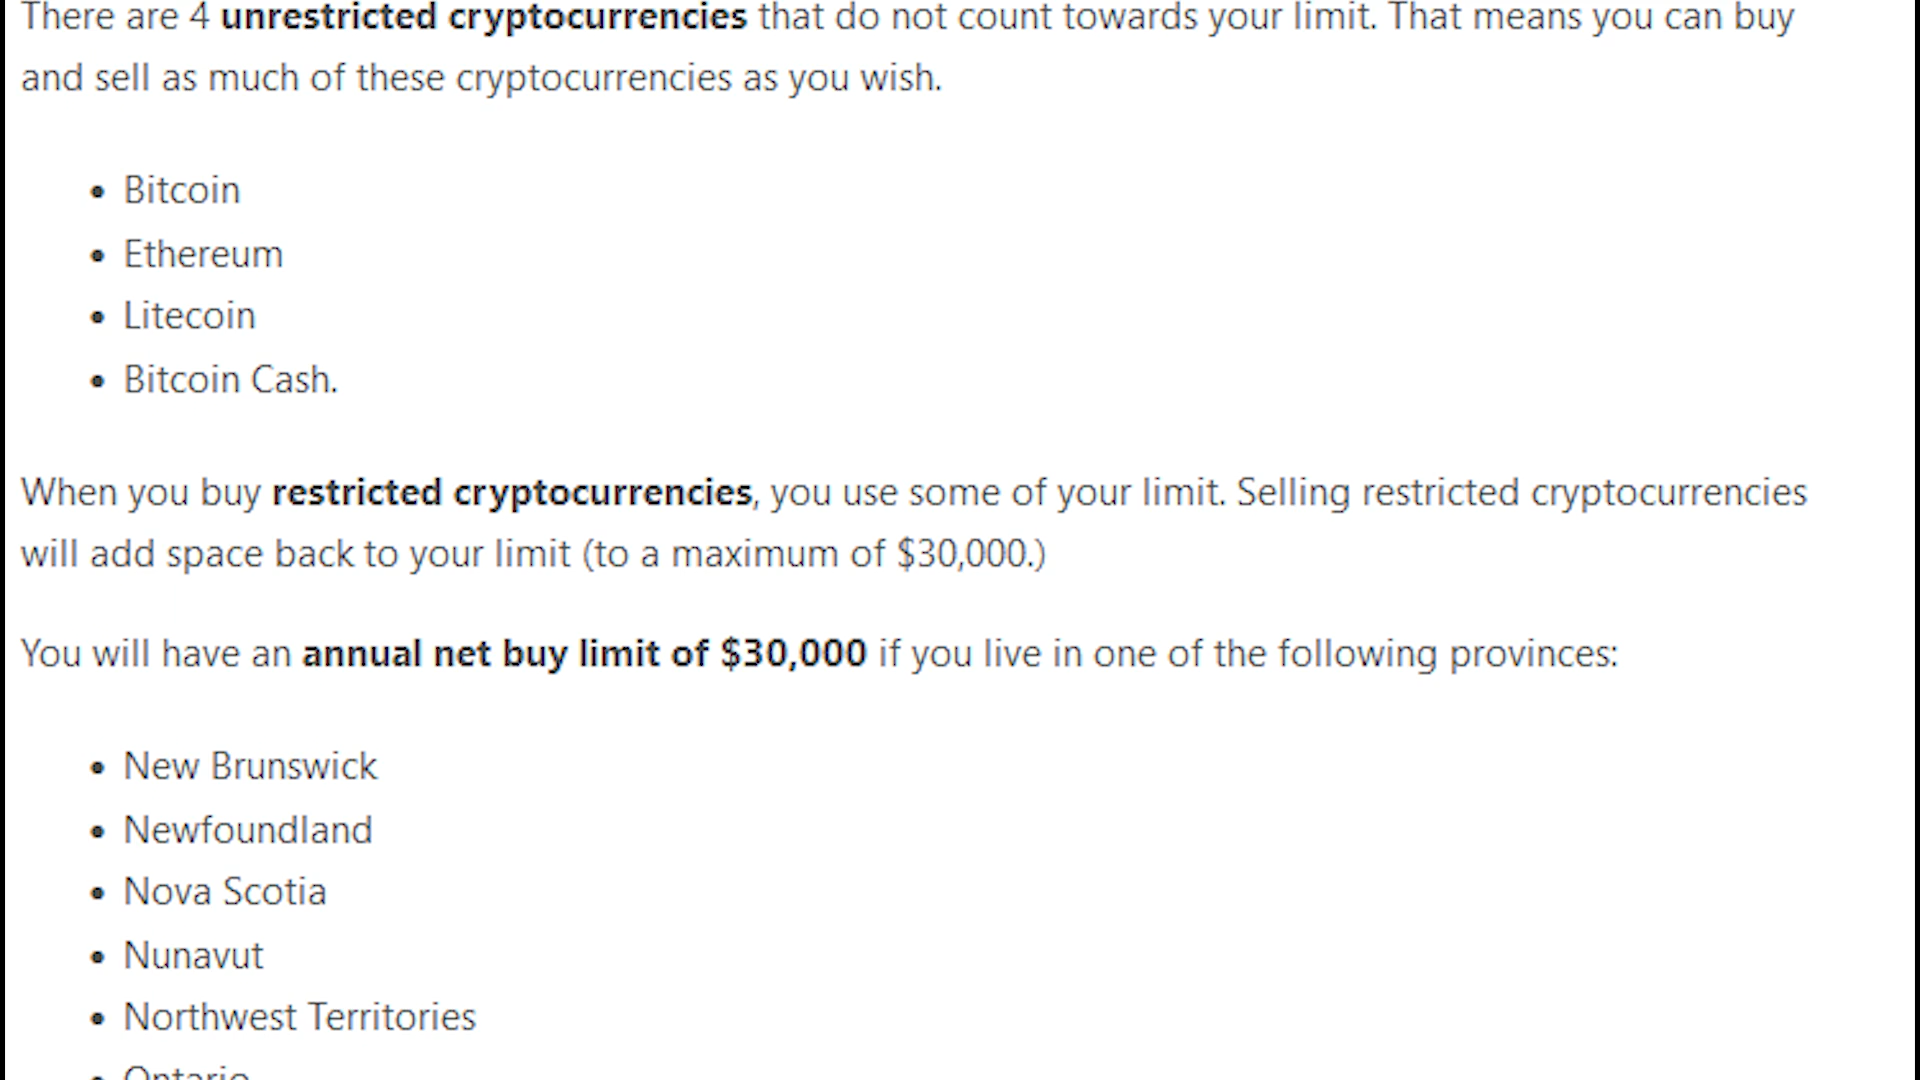 There are 4 unrestricted cryptocurrencies that do not count towards your limit. That means you can buy
and sell as much of these cryptocurrencies as you wish.
• Bitcoin
• Ethereum
• Litecoin
• Bitcoin Cash.
When you buy restricted cryptocurrencies, you use some of your limit. Selling restricted cryptocurrencies
will add space back to your limit (to a maximum of $30,000.)
You will have an annual net buy limit of $30,000 if you live in one of the following provinces:
• New Brunswick
• Newfoundland
• Nova Scotia
• Nunavut
• Northwest Territories
• Ontario